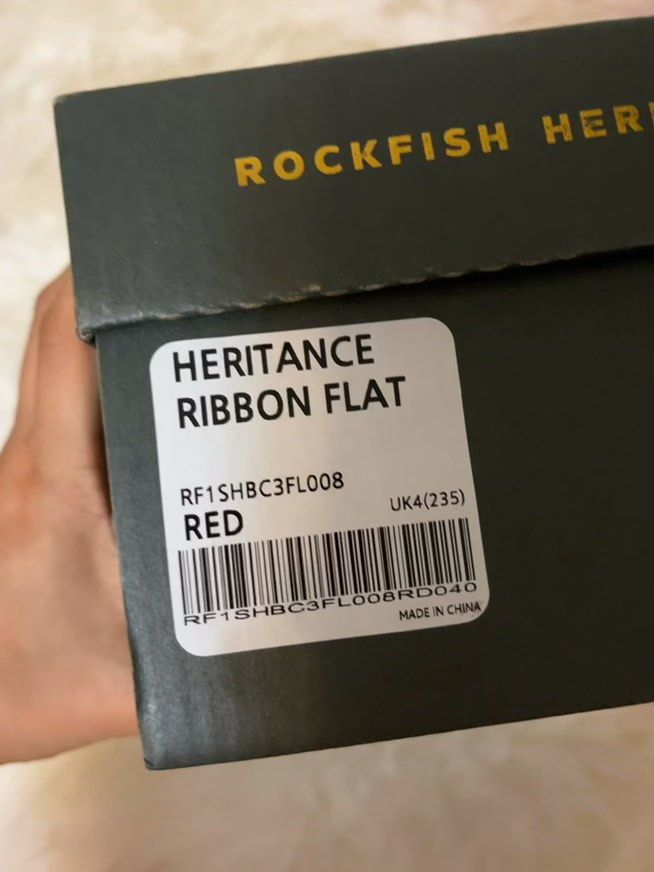 ROCKFISH HER
HERITANCE
RIBBON FLAT
RF1SHBC3FL008
RED UK4(235)
RF1SHBC3FL008RD040
MADE IN CHINA